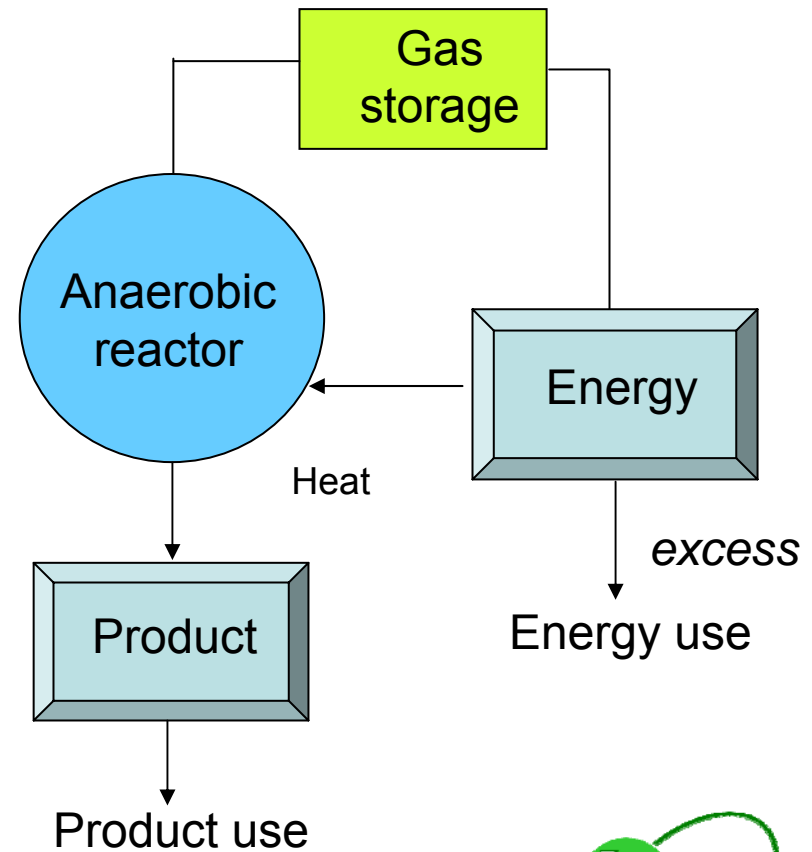 Gas
storage
Anaerobic
reactor
Energy
Heat
excess
Product
Energy use
Product use